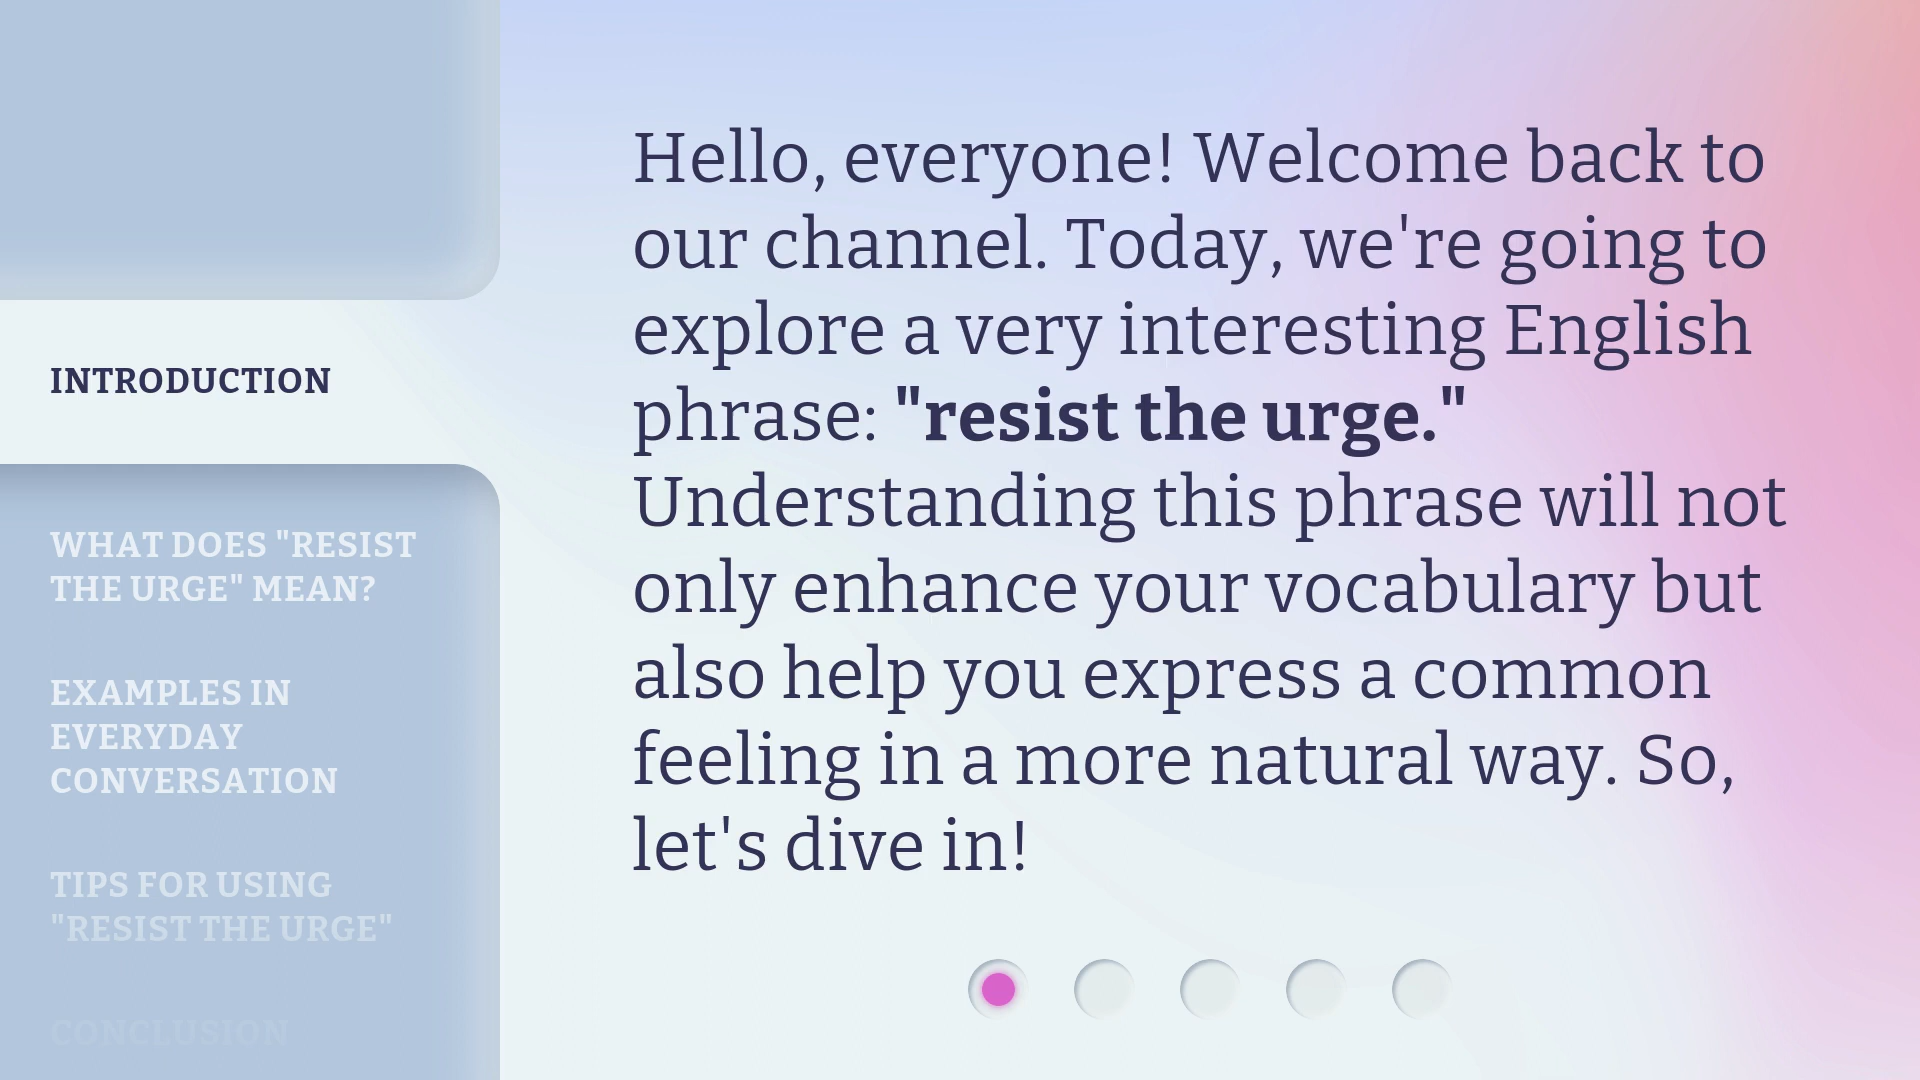 INTRODUCTION
WHAT DOES "RESIST
THE URGE" MEAN?
EXAMPLES IN
EVERYDAY
CONVERSATION
TIPS FOR USING
"RESIST THE URGE"
CONCLUSION
Hello, everyone! Welcome back to
our channel. Today, we're going to
explore a very interesting English
phrase: "resist the urge."
Understanding this phrase will not
only enhance your vocabulary but
also help you express a common
feeling in a more natural way. So,
let's dive in!